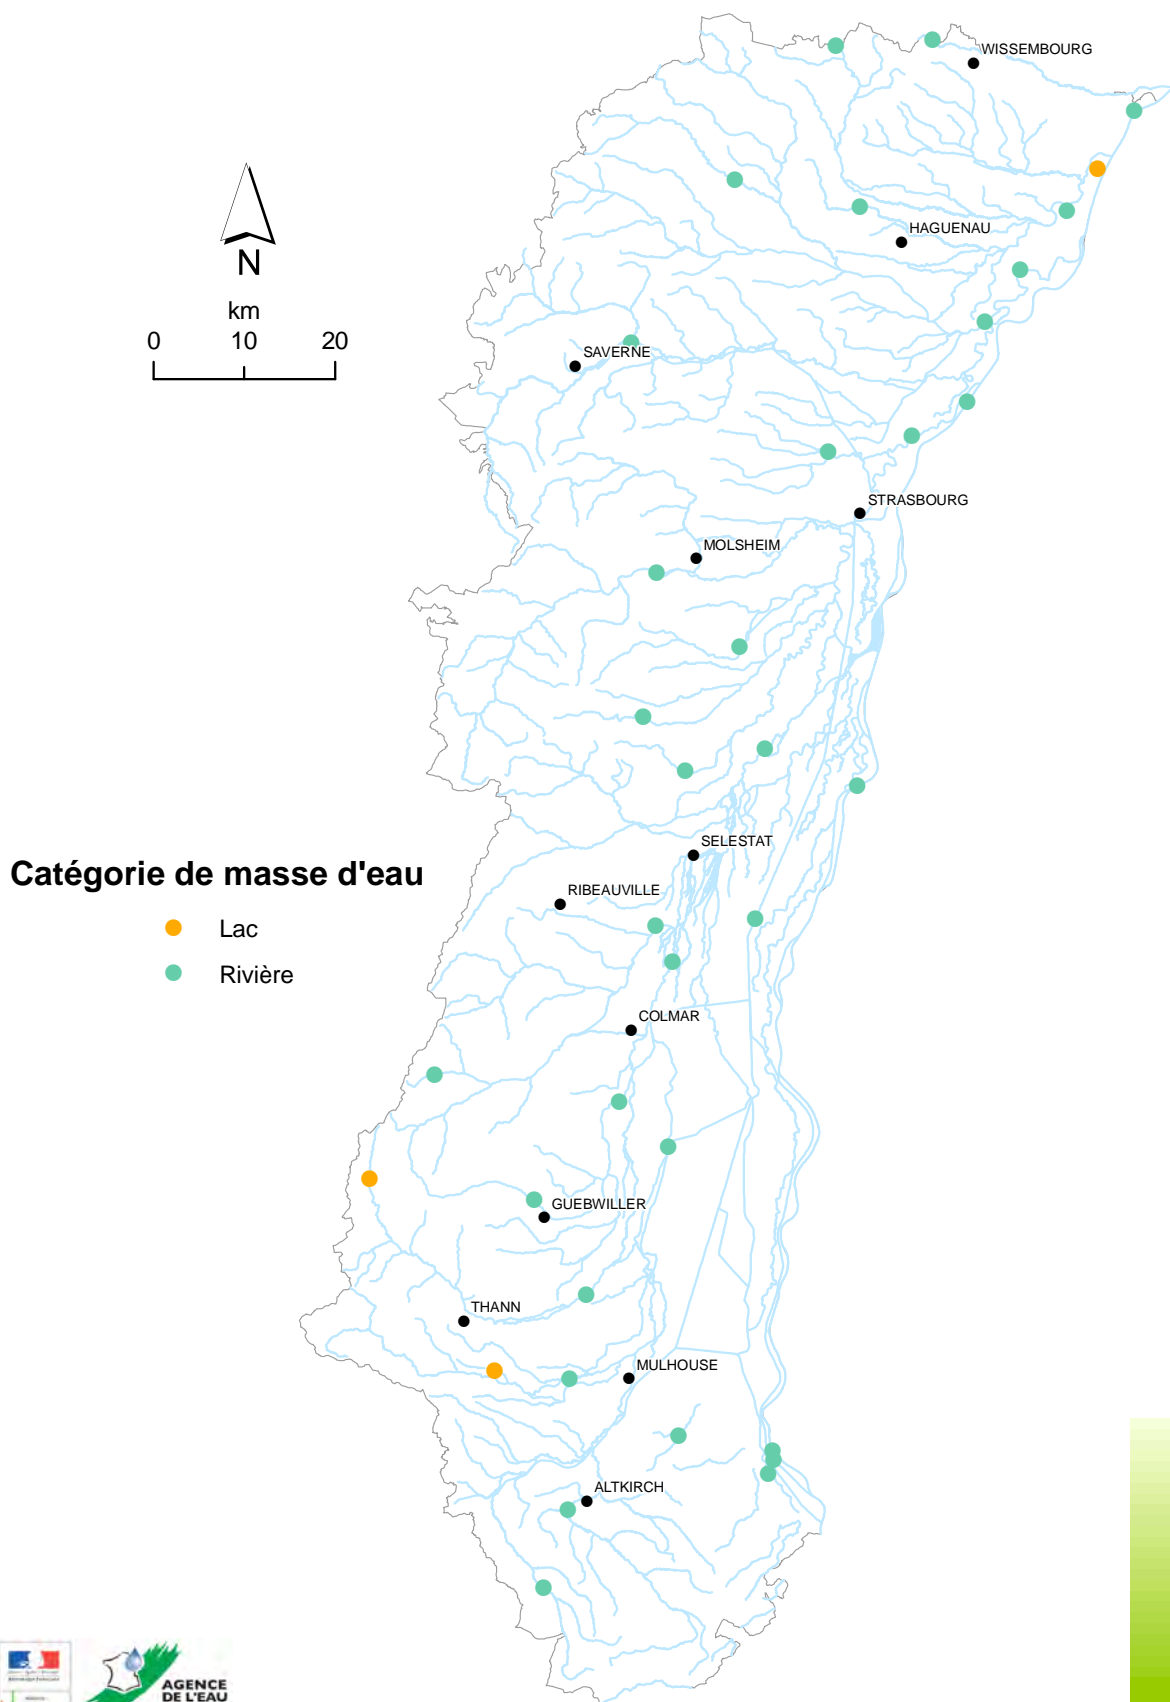 WISSEMBOURG
HAGUENAU
N
km
0 10 20
SAVERNE
STRASBOURG
MOLSHEIM
SELESTAT
Catégorie de masse d'eau
RIBEAUVILLE
Lac
Rivière
COLMAR
GUEBWILLER
THANN
MULHOUSE
ALTKIRCH
AGENCE
DE L'EAU